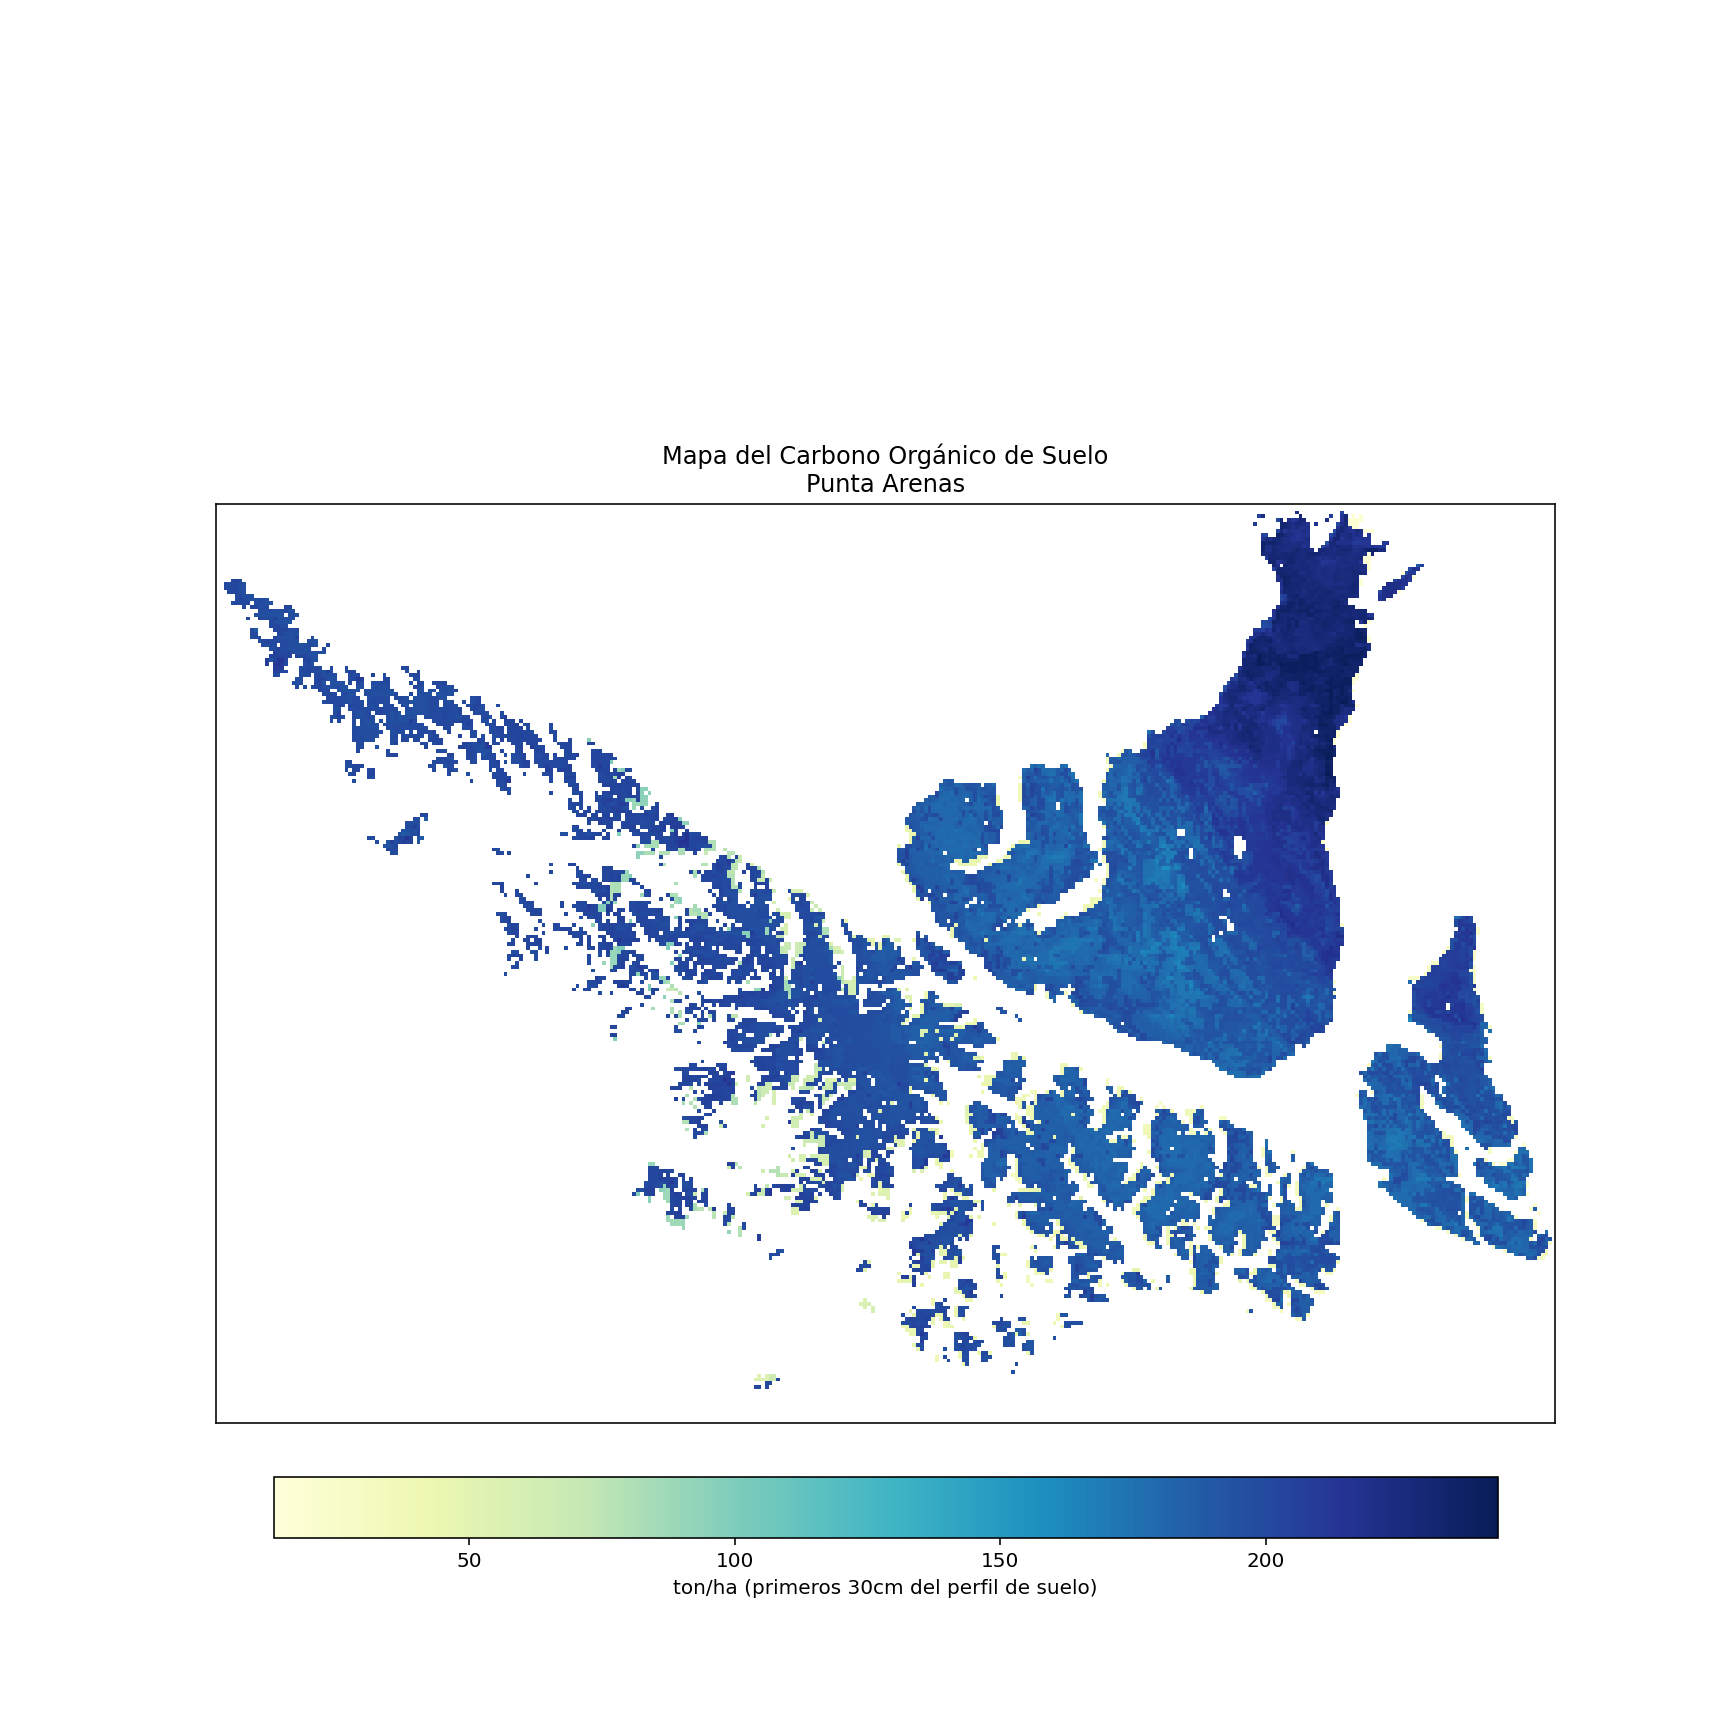 Mapa del Carbono Orgánico de Suelo
Punta Arenas
50 100 150 200
ton/ha (primeros 30cm del perfil de suelo)